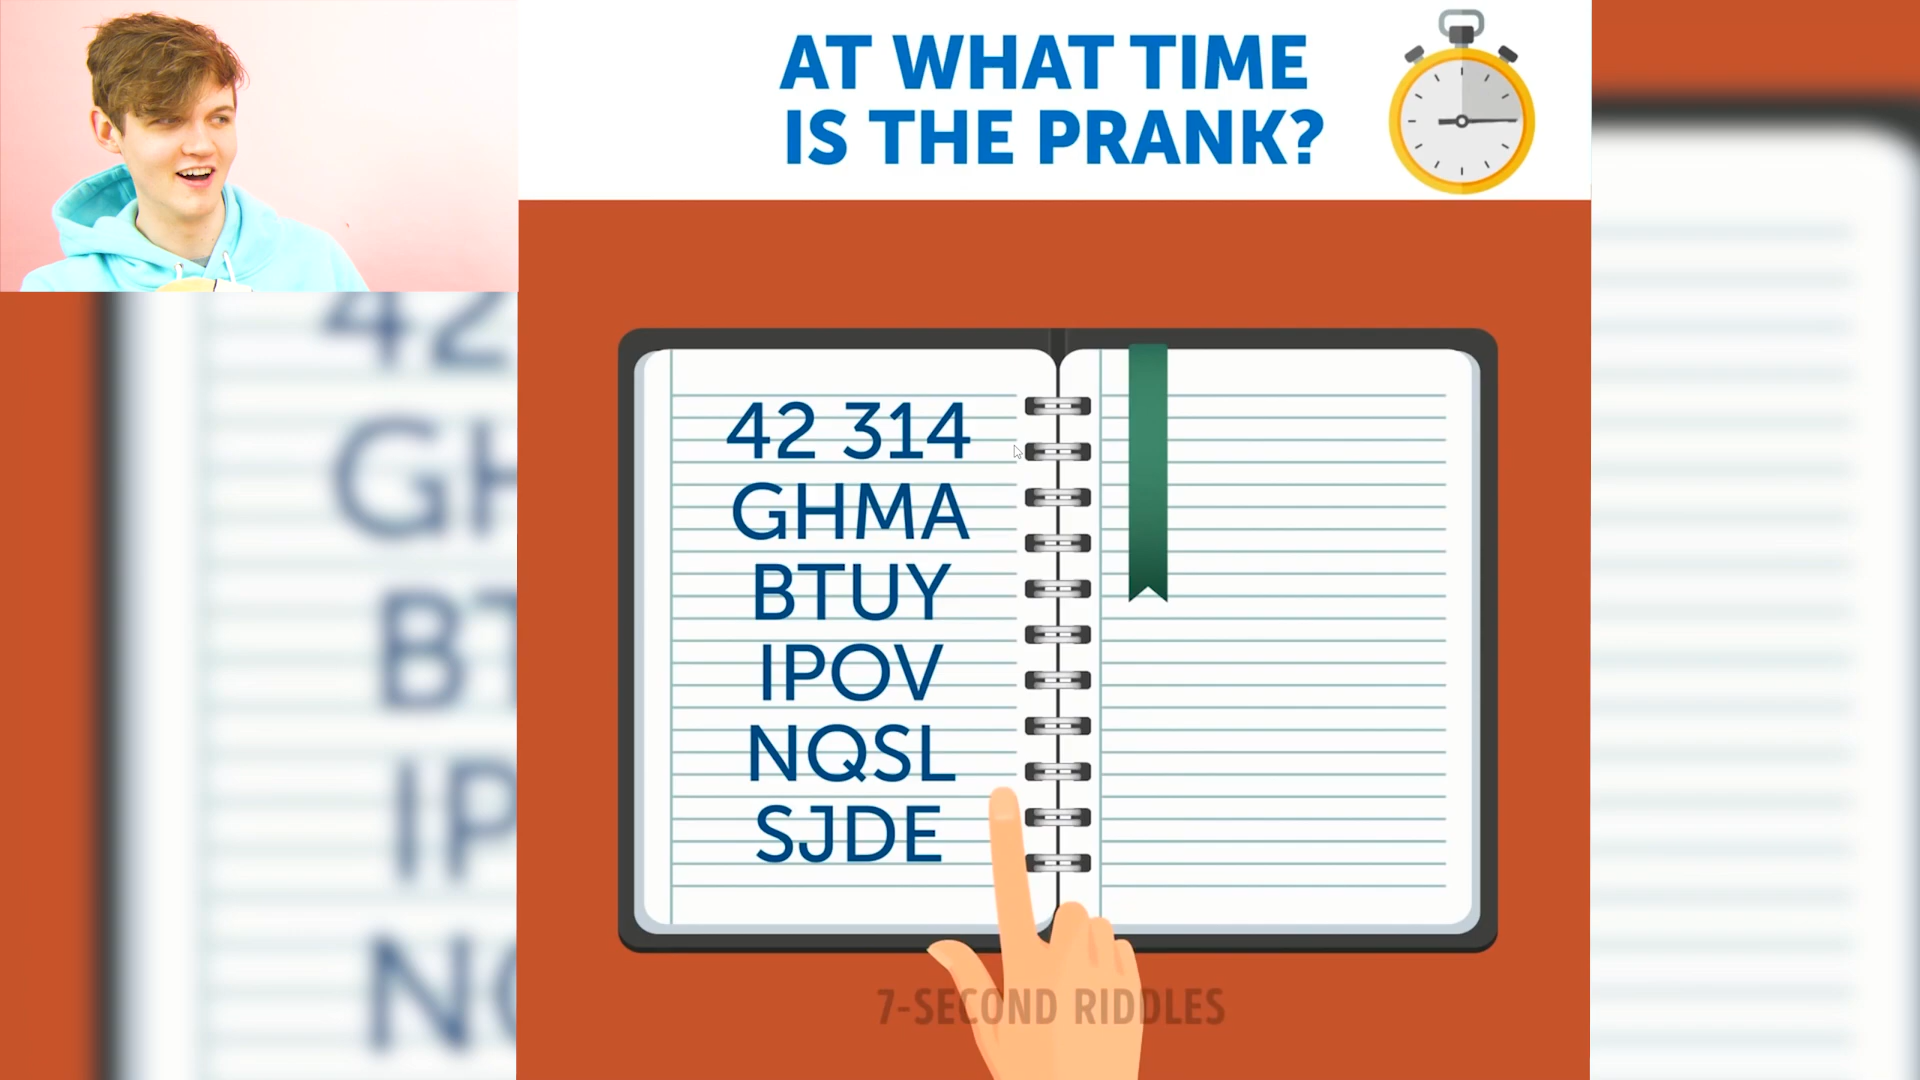 AT WHAT TIME
IS THE PRANK?
42 314
GHMA
BTUY
IPOV
NQSL
SJDE
7-SECOND RIDDLES